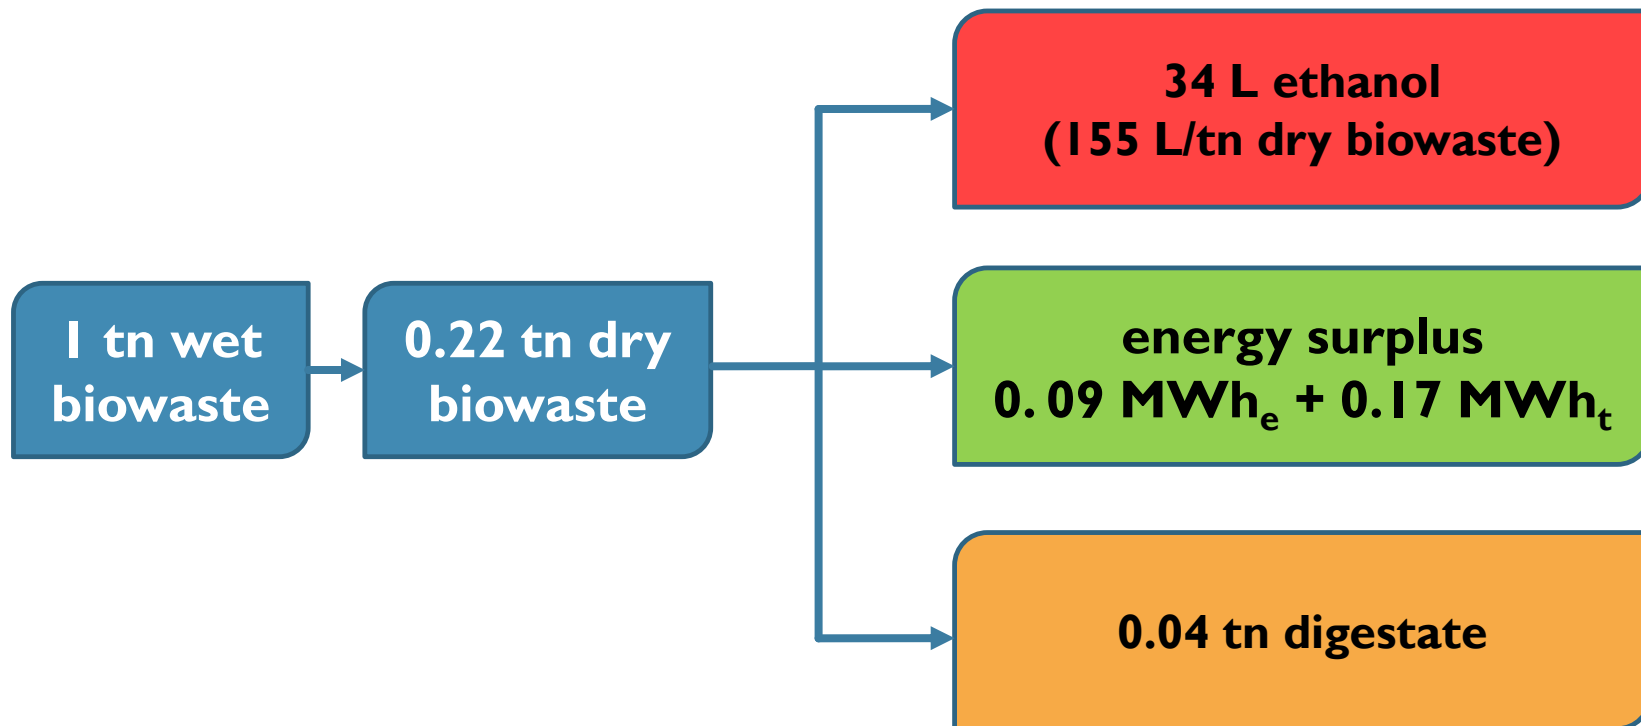 1 tn wet
biowaste
0.22 tn dry
biowaste
34 L ethanol
(155 L/tn dry biowaste)
energy surplus
0. 09 MWhₑ + 0.17 MWhₜ
0.04 tn digestate